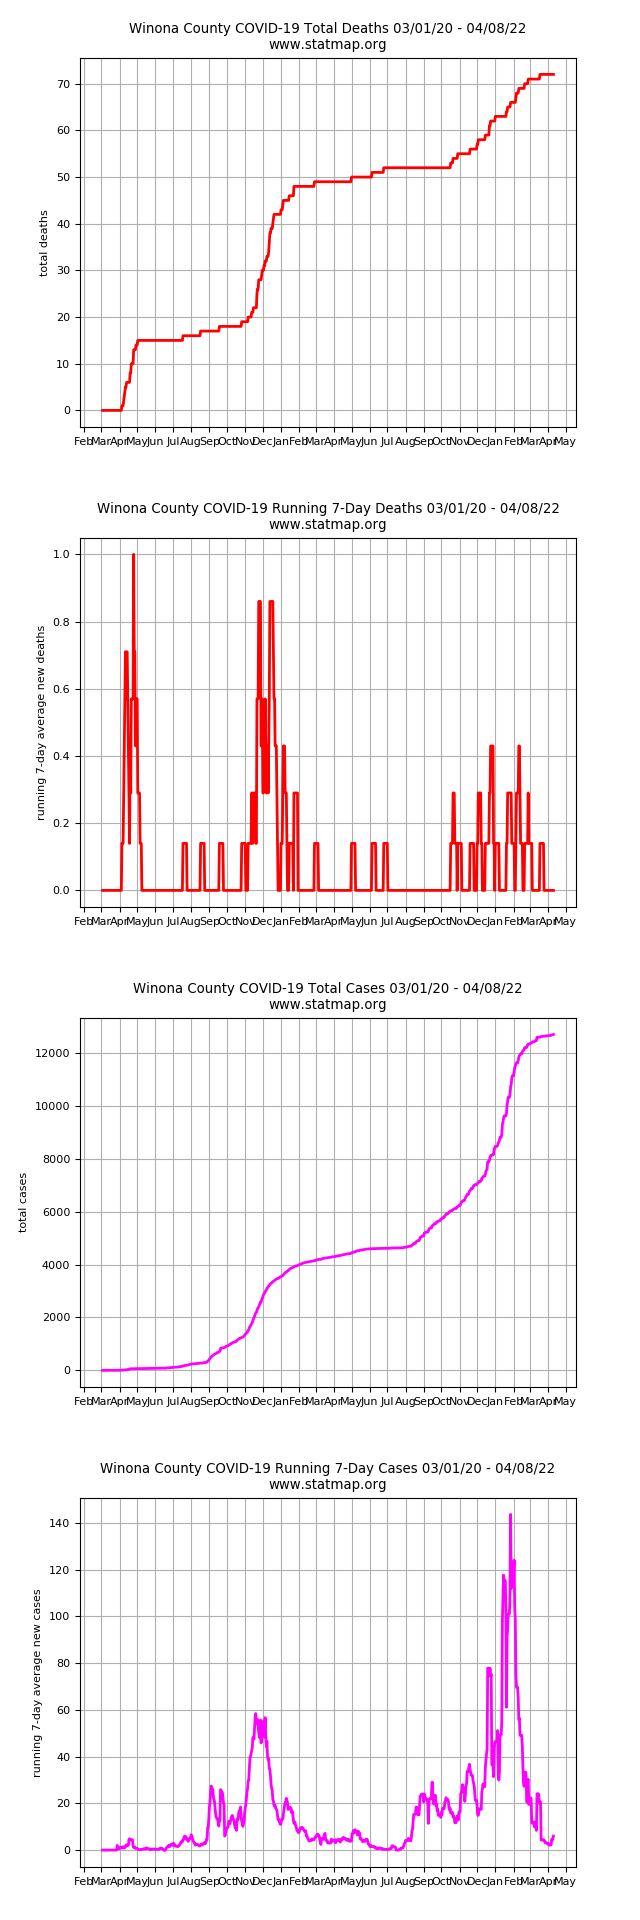 Winona County COVID-19 Total Deaths 03/01/20 - 04/08/22
www.statmap.org
total deaths
70
60
50
40
30
20
10
0
Feb Mar Apr May Jun Jul Aug Sep Oct Nov Dec Jan Feb Mar Apr May Jun Jul Aug Sep Oct Nov Dec Jan Feb Mar Apr May
Winona County COVID-19 Running 7-Day Deaths 03/01/20 - 04/08/22
www.statmap.org
running 7-day average new deaths
1.0
0.8
0.6
0.4
0.2
0.0
Feb Mar Apr May Jun Jul Aug Sep Oct Nov Dec Jan Feb Mar Apr May Jun Jul Aug Sep Oct Nov Dec Jan Feb Mar Apr May
Winona County COVID-19 Total Cases 03/01/20 - 04/08/22
www.statmap.org
total cases
12000
10000
8000
6000
4000
2000
0
Feb Mar Apr May Jun Jul Aug Sep Oct Nov Dec Jan Feb Mar Apr May Jun Jul Aug Sep Oct Nov Dec Jan Feb Mar Apr May
Winona County COVID-19 Running 7-Day Cases 03/01/20 - 04/08/22
www.statmap.org
running 7-day average new cases
140
120
100
80
60
40
20
0
Feb Mar Apr May Jun Jul Aug Sep Oct Nov Dec Jan Feb Mar Apr May Jun Jul Aug Sep Oct Nov Dec Jan Feb Mar Apr May